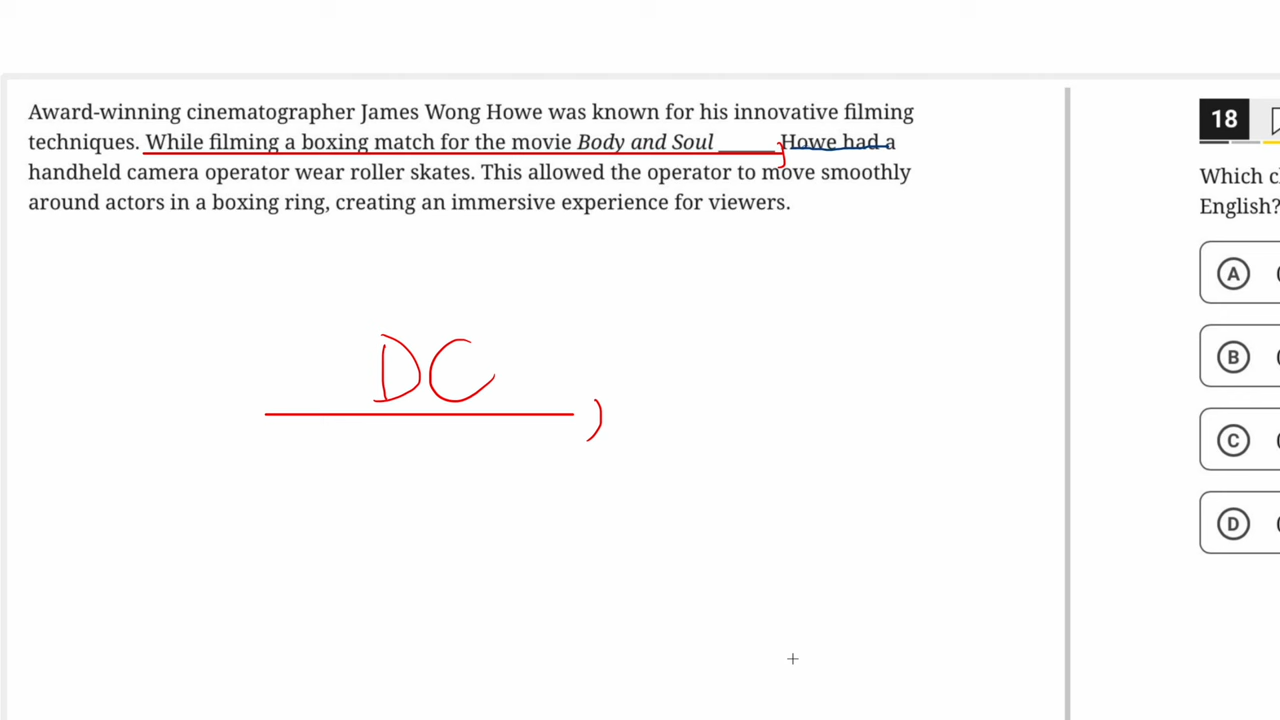 Award-winning cinematographer James Wong Howe was known for his innovative filming
techniques. While filming a boxing match for the movie Body and Soul ______ Howe had a
handheld camera operator wear roller skates. This allowed the operator to move smoothly
around actors in a boxing ring, creating an immersive experience for viewers.
DC
,
18
Which c
English?
A (
B (
C (
D (